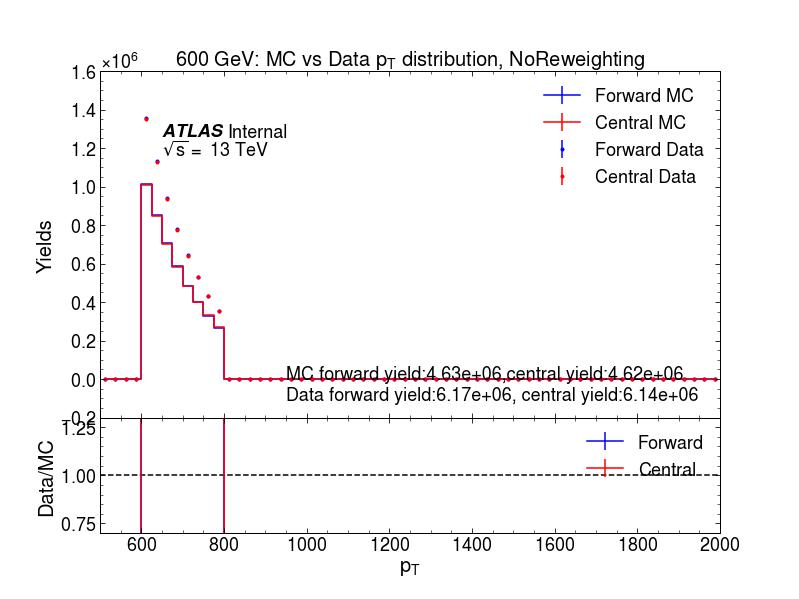 ×10⁶
600 GeV: MC vs Data p_T distribution, NoReweighting
1.6
1.4
1.2
1.0
0.8
0.6
0.4
0.2
0.0
0.2
Yields
ATLAS Internal
√s = 13 TeV
Forward MC
Central MC
Forward Data
Central Data
MC forward yield:4.63e+06,central yield:4.62e+06
Data forward yield:6.17e+06, central yield:6.14e+06
1.25
1.00
0.75
Data/MC
Forward
Central
600 800 1000 1200 1400 1600 1800 2000
p_T